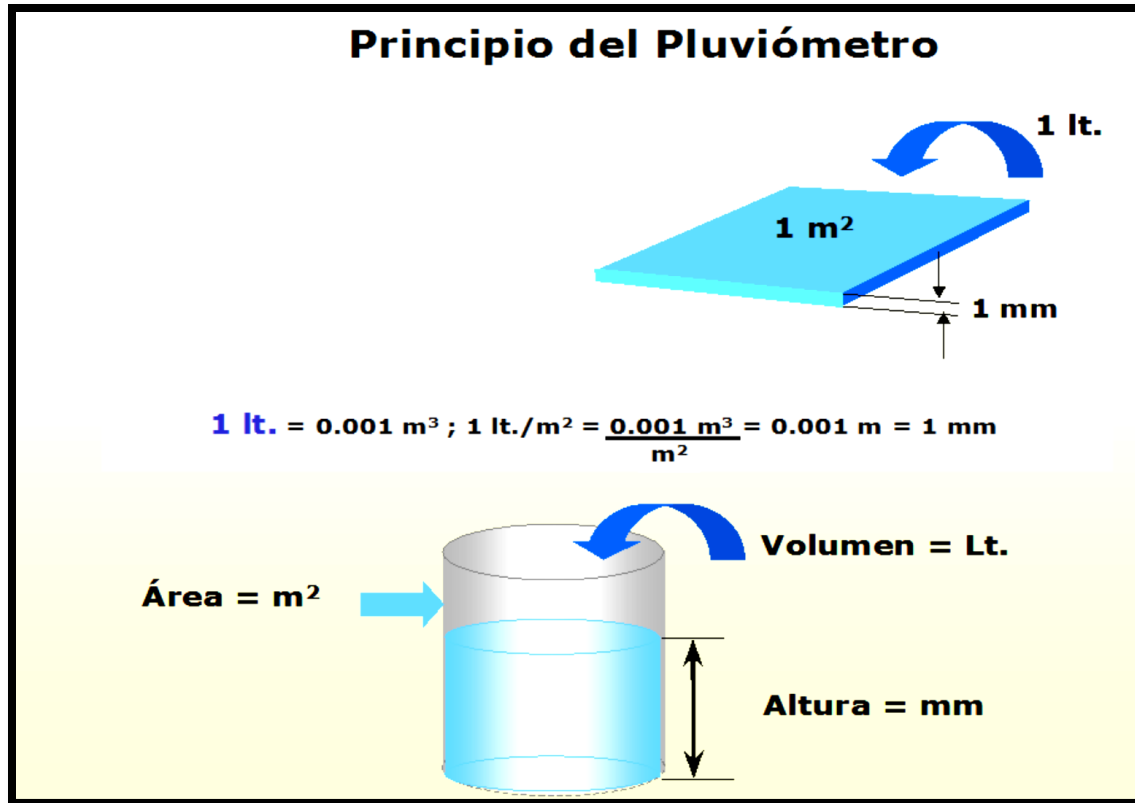 Principio del Pluviómetro
1 lt.
1 m²
1 mm
1 lt. = 0.001 m³ ; 1 lt./m² = 0.001 m³ = 0.001 m = 1 mm
m²
Volumen = Lt.
Área = m²
Altura = mm